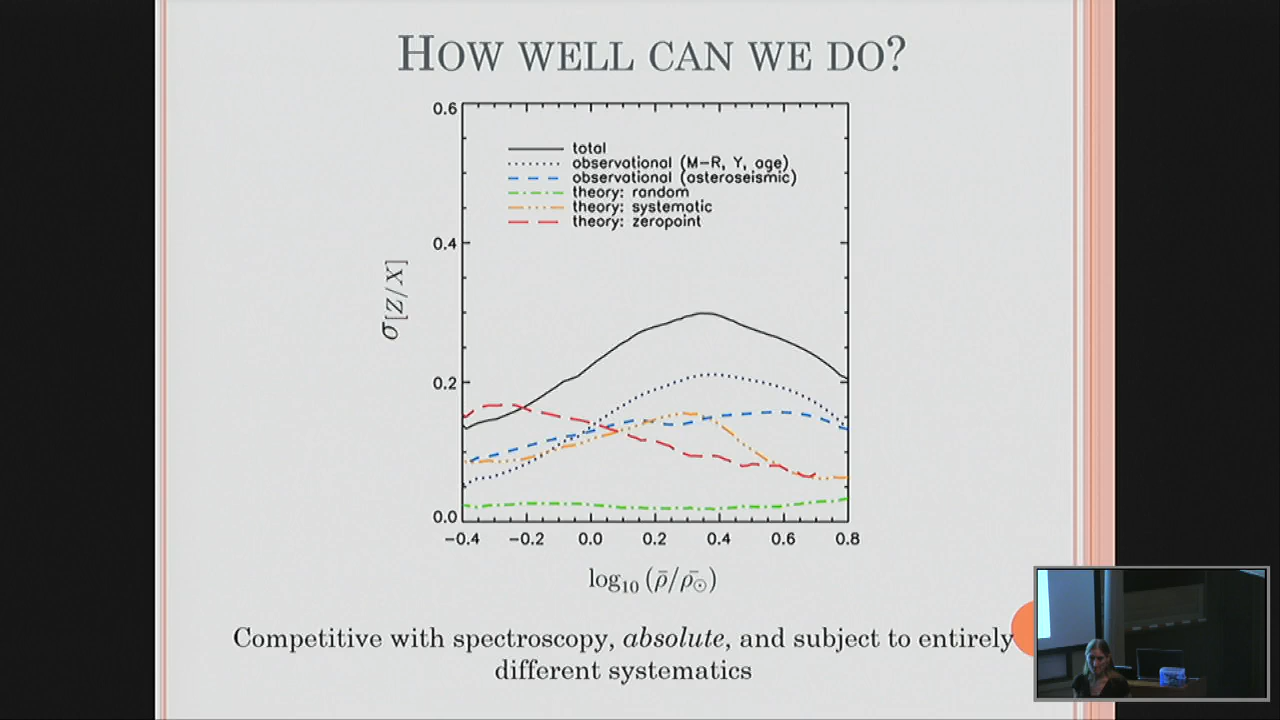 HOW WELL CAN WE DO?
0.6
total
observational (M-R, Y, age)
observational (asteroseismic)
theory: random
theory: systematic
theory: zeropoint
0.4
σ[Z/X]
0.2
0.0
-0.4 -0.2 0.0 0.2 0.4 0.6 0.8
log₁₀ (ρ̄/ρ̄⊙)
Competitive with spectroscopy, absolute, and subject to entirely
different systematics